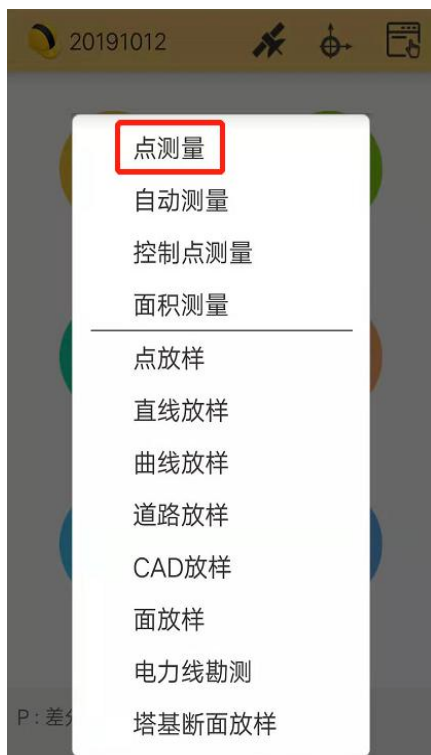 20191012
点测量
自动测量
控制点测量
面积测量
点放样
直线放样
曲线放样
道路放样
CAD放样
面放样
电力线勘测
P : 差分
塔基断面放样